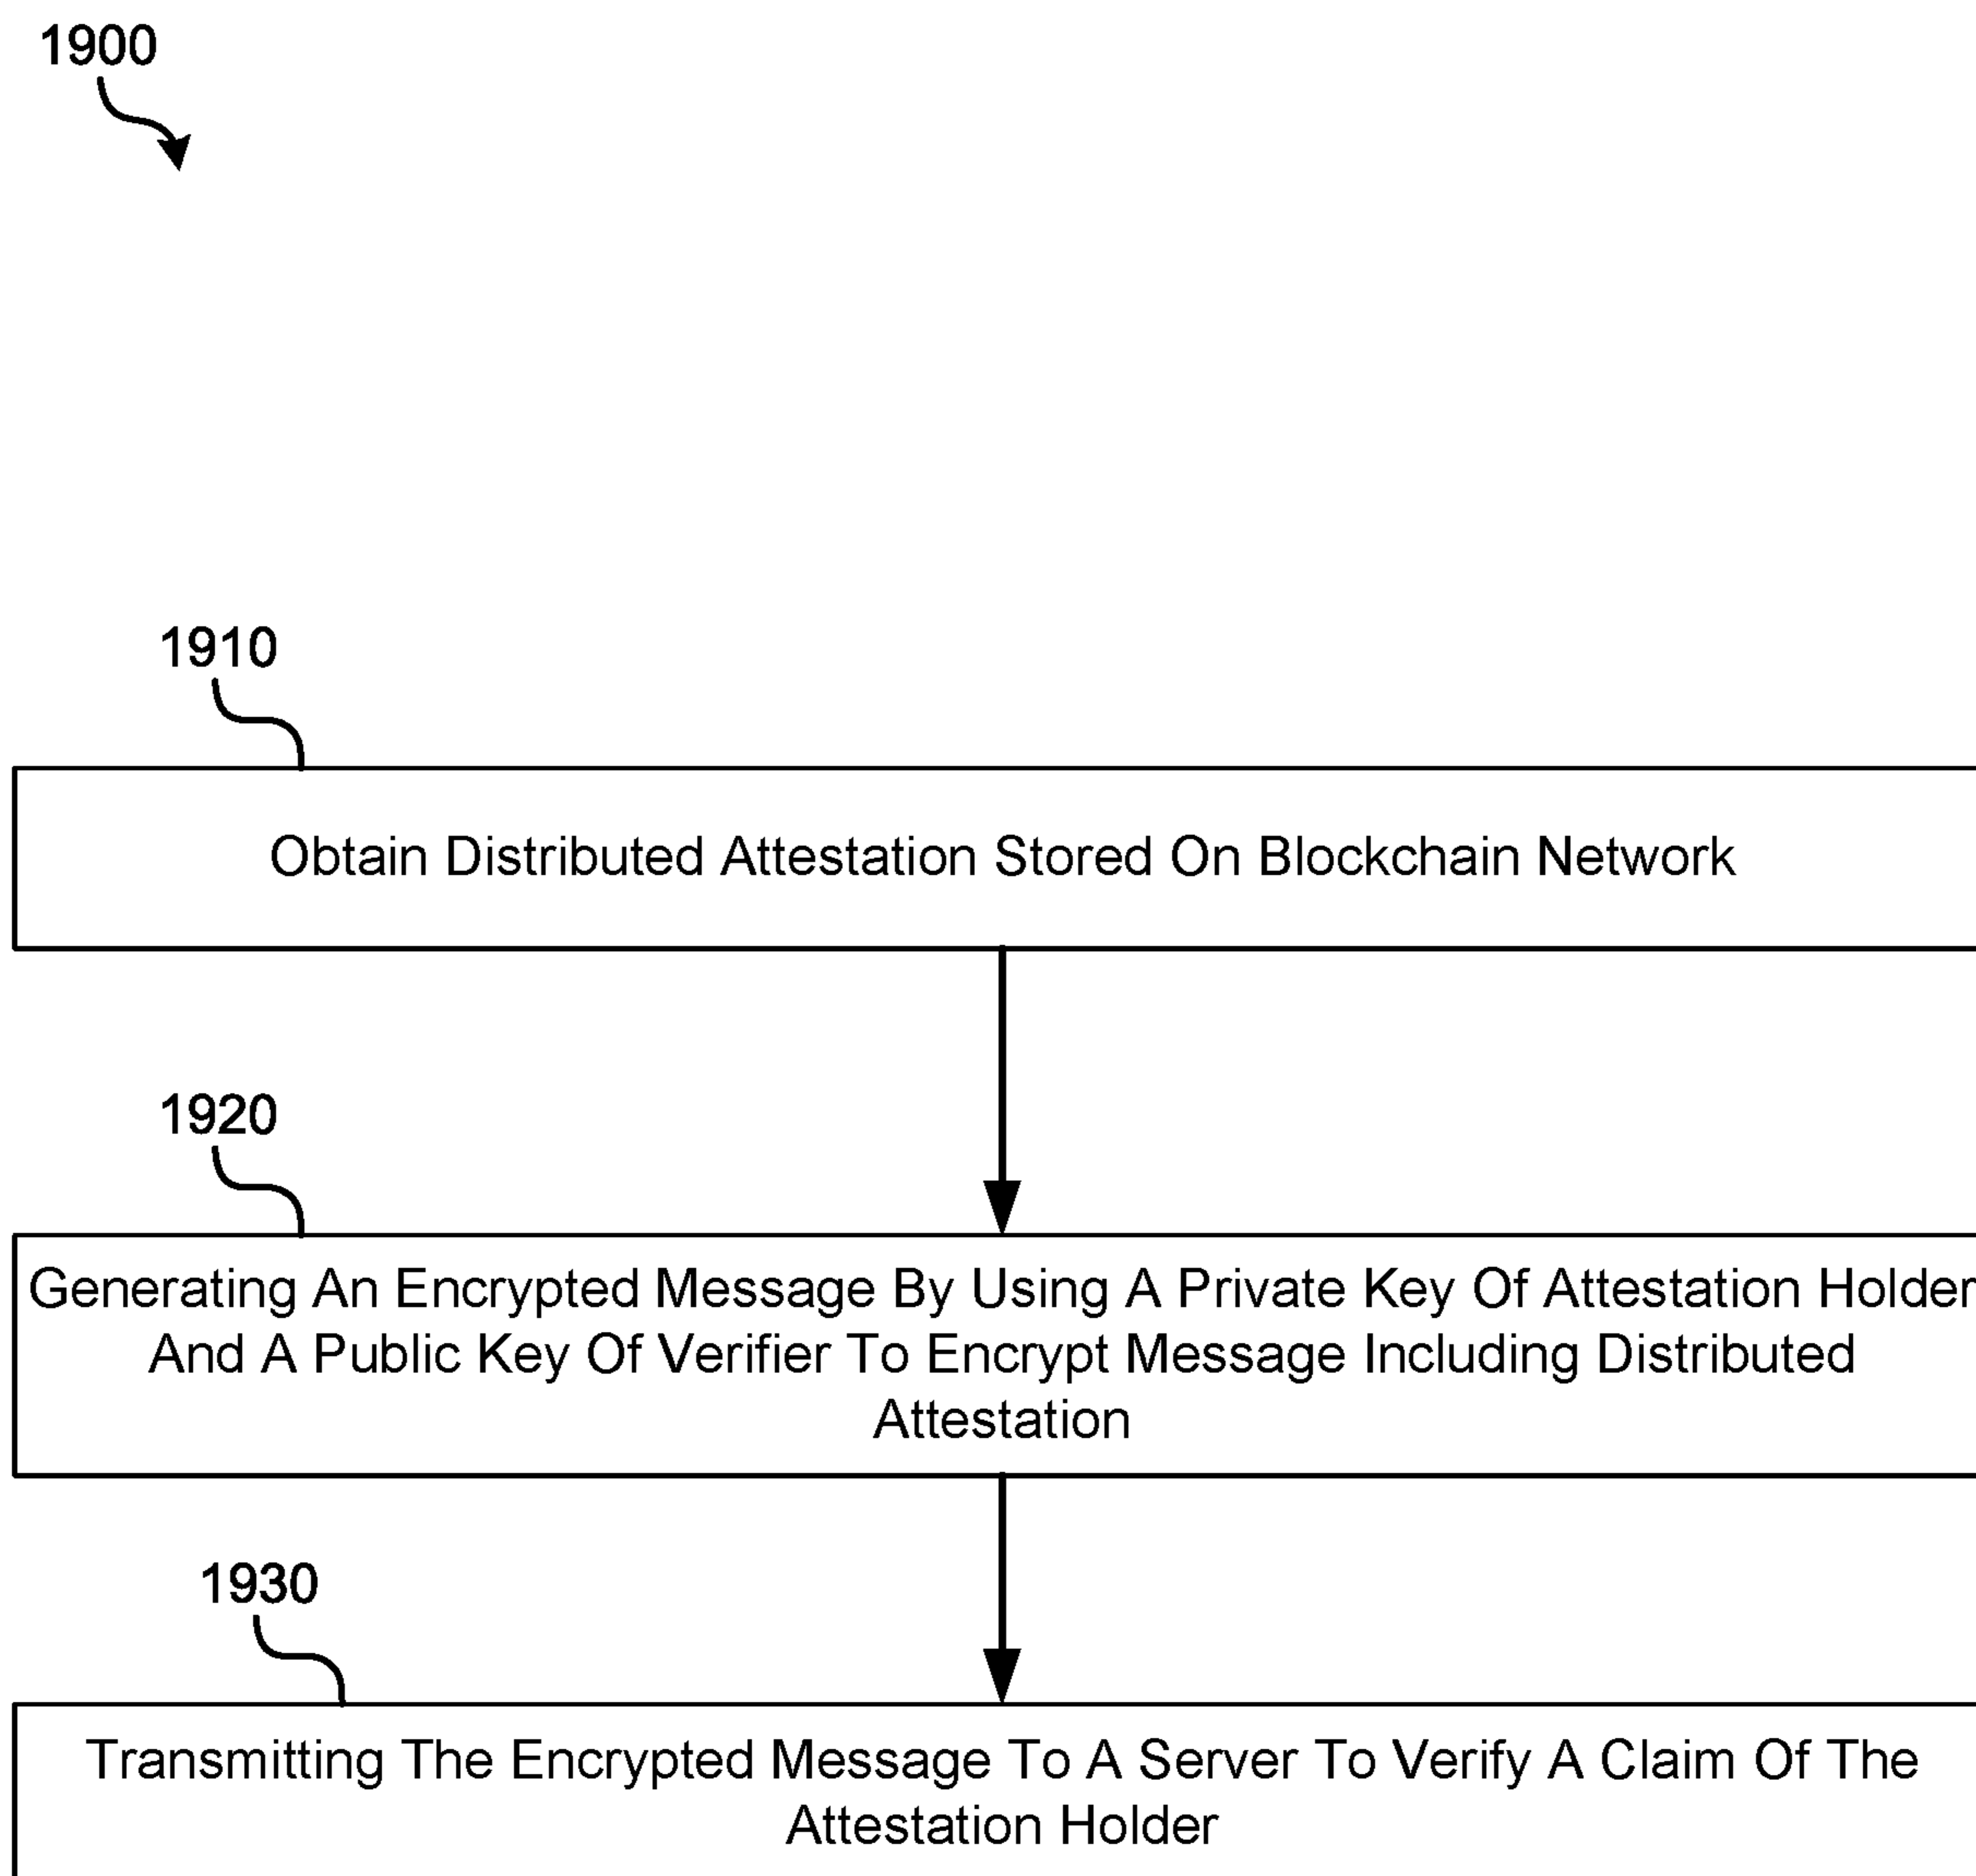 1900
1910
Obtain Distributed Attestation Stored On Blockchain Network
1920
Generating An Encrypted Message By Using A Private Key Of Attestation Holder
And A Public Key Of Verifier To Encrypt Message Including Distributed
Attestation
1930
Transmitting The Encrypted Message To A Server To Verify A Claim Of The
Attestation Holder